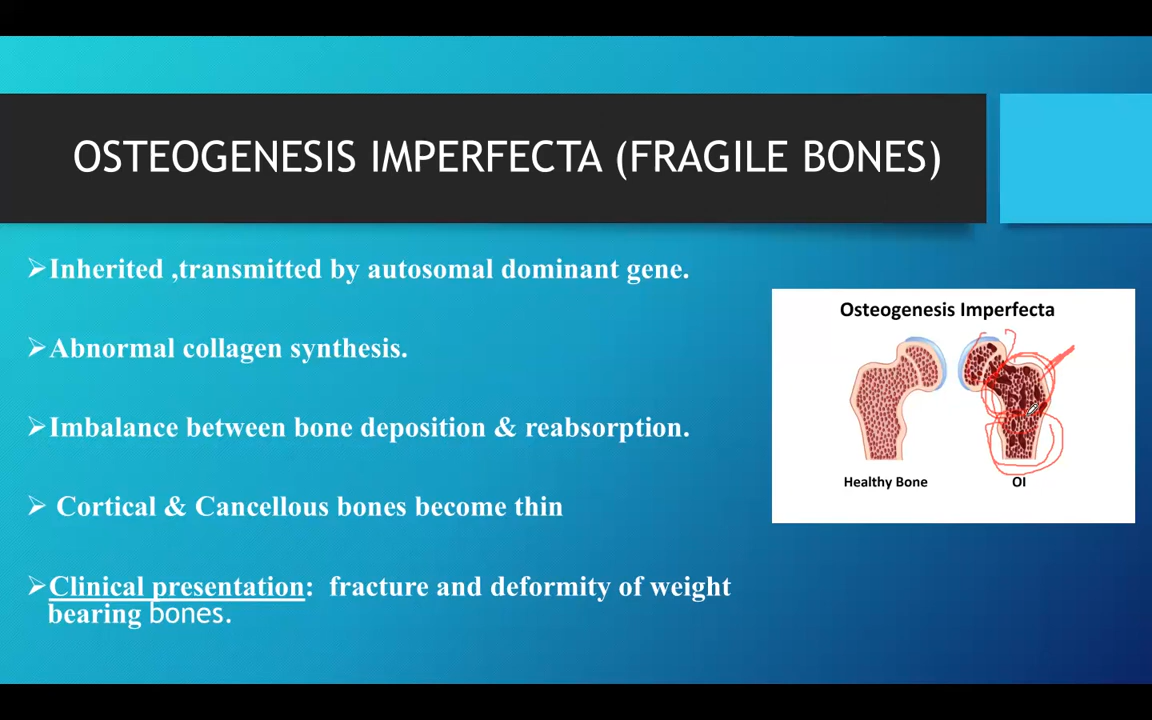 OSTEOGENESIS IMPERFECTA (FRAGILE BONES)
➢Inherited ,transmitted by autosomal dominant gene.
➢Abnormal collagen synthesis.
➢Imbalance between bone deposition & reabsorption.
➢ Cortical & Cancellous bones become thin
➢Clinical presentation: fracture and deformity of weight
bearing bones.
Osteogenesis Imperfecta
Healthy Bone
OI